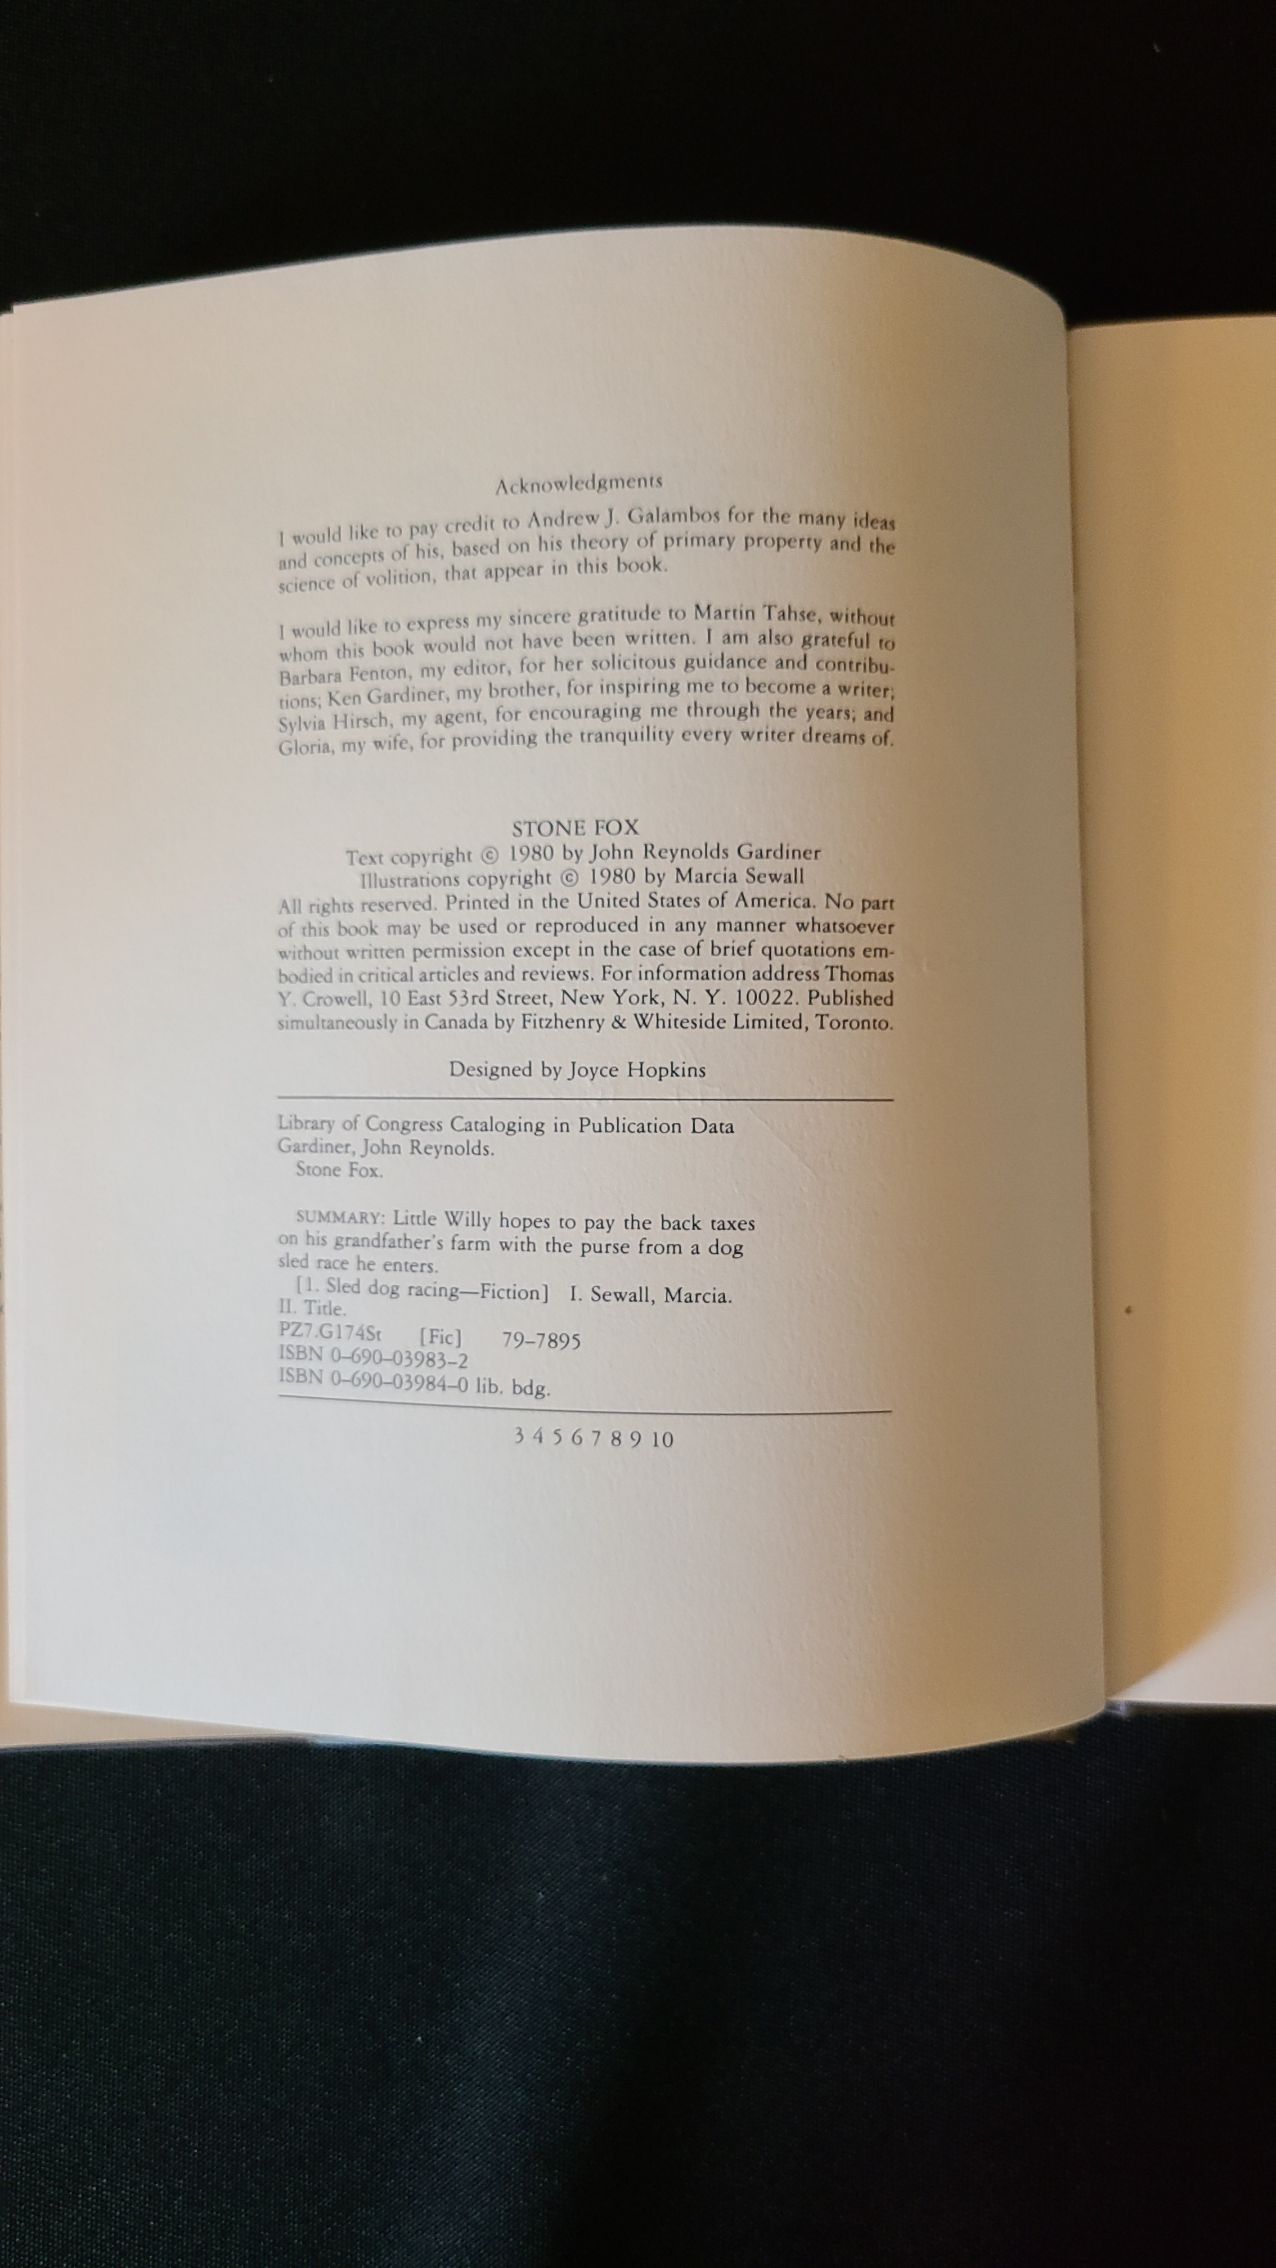 Acknowledgments
I would like to pay credit to Andrew J. Galambos for the many ideas
and concepts of his, based on his theory of primary property and the
science of volition, that appear in this book.
I would like to express my sincere gratitude to Martin Tahse, without
whom this book would not have been written. I am also grateful to
Barbara Fenton, my editor, for her solicitous guidance and contribu-
tions; Ken Gardiner, my brother, for inspiring me to become a writer;
Sylvia Hirsch, my agent, for encouraging me through the years; and
Gloria, my wife, for providing the tranquility every writer dreams of.
STONE FOX
Text copyright © 1980 by John Reynolds Gardiner
Illustrations copyright © 1980 by Marcia Sewall
All rights reserved. Printed in the United States of America. No part
of this book may be used or reproduced in any manner whatsoever
without written permission except in the case of brief quotations em-
bodied in critical articles and reviews. For information address Thomas
Y. Crowell, 10 East 53rd Street, New York, N. Y. 10022. Published
simultaneously in Canada by Fitzhenry & Whiteside Limited, Toronto.
Designed by Joyce Hopkins
Library of Congress Cataloging in Publication Data
Gardiner, John Reynolds.
Stone Fox.
SUMMARY: Little Willy hopes to pay the back taxes
on his grandfather's farm with the purse from a dog
sled race he enters.
[1. Sled dog racing—Fiction] I. Sewall, Marcia.
II. Title.
PZ7.G174St [Fic] 79–7895
ISBN 0–690–03983–2
ISBN 0–690–03984–0 lib. bdg.
3 4 5 6 7 8 9 10